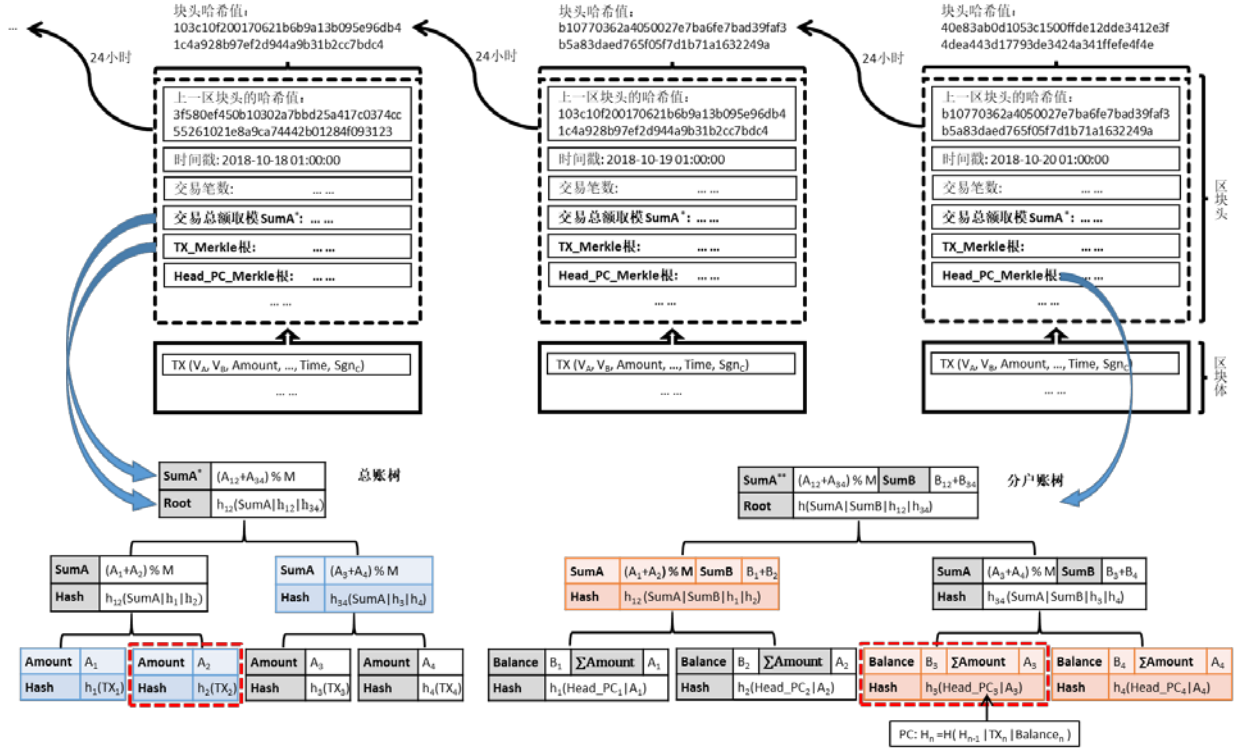 ...
块头哈希值：
103c10f200170621b6b9a13b095e96db4
1c4a928b97ef2d944a9b31b2cc7bdc4
24小时
上一区块头的哈希值：
3f580ef450b10302a7bbd25a417c0374cc
55261021e8a9ca74442b01284f093123
时间戳: 2018-10-18 01:00:00
交易笔数: ... ...
交易总额取模SumA*: ... ...
TX_Merkle根: ... ...
Head_PC_Merkle根: ... ...
... ...
TX (VA, VB, Amount, ..., Time, SgnC)
... ...
块头哈希值：
b10770362a4050027e7ba6fe7bad39faf3
b5a83daed765f05f7d1b71a1632249a
24小时
上一区块头的哈希值：
103c10f200170621b6b9a13b095e96db4
1c4a928b97ef2d944a9b31b2cc7bdc4
时间戳: 2018-10-19 01:00:00
交易笔数: ... ...
交易总额取模SumA*: ... ...
TX_Merkle根: ... ...
Head_PC_Merkle根: ... ...
... ...
TX (VA, VB, Amount, ..., Time, SgnC)
... ...
块头哈希值：
40e83ab0d1053c1500ffde12dde3412e3f
4dea443d17793de3424a341ffefe4f4e
24小时
上一区块头的哈希值：
b10770362a4050027e7ba6fe7bad39faf3
b5a83daed765f05f7d1b71a1632249a
时间戳: 2018-10-20 01:00:00
交易笔数: ... ...
交易总额取模SumA*: ... ...
TX_Merkle根: ... ...
Head_PC_Merkle根: ... ...
... ...
TX (VA, VB, Amount, ..., Time, SgnC)
... ...
区块头
区块体
总账树
SumA* (A12+A34) % M
Root h12(SumA|h12|h34)
SumA (A1+A2) % M
Hash h12(SumA|h1|h2)
SumA (A3+A4) % M
Hash h34(SumA|h3|h4)
Amount A1
Hash h1(TX1)
Amount A2
Hash h2(TX2)
Amount A3
Hash h3(TX3)
Amount A4
Hash h4(TX4)
分户账树
SumA** (A12+A34) % M SumB B12+B34
Root h(SumA|SumB|h12|h34)
SumA (A1+A2) % M SumB B1+B2
Hash h12(SumA|SumB|h1|h2)
SumA (A3+A4) % M SumB B3+B4
Hash h34(SumA|SumB|h3|h4)
Balance B1 ∑Amount A1
Hash h1(Head_PC1|A1)
Balance B2 ∑Amount A2
Hash h2(Head_PC2|A2)
Balance B3 ∑Amount A3
Hash h3(Head_PC3|A3)
Balance B4 ∑Amount A4
Hash h4(Head_PC4|A4)
PC: Hn =H( Hn-1 |TXn|Balancen )